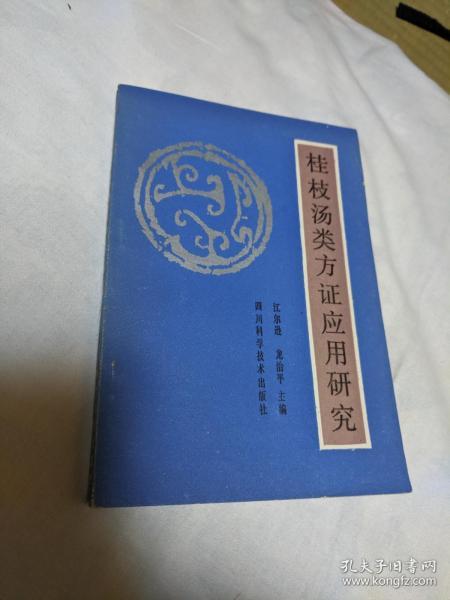 桂枝汤类方证应用研究
江尔逊 龙治平 主编
四川科学技术出版社
孔夫子旧书网
www.kongfz.com